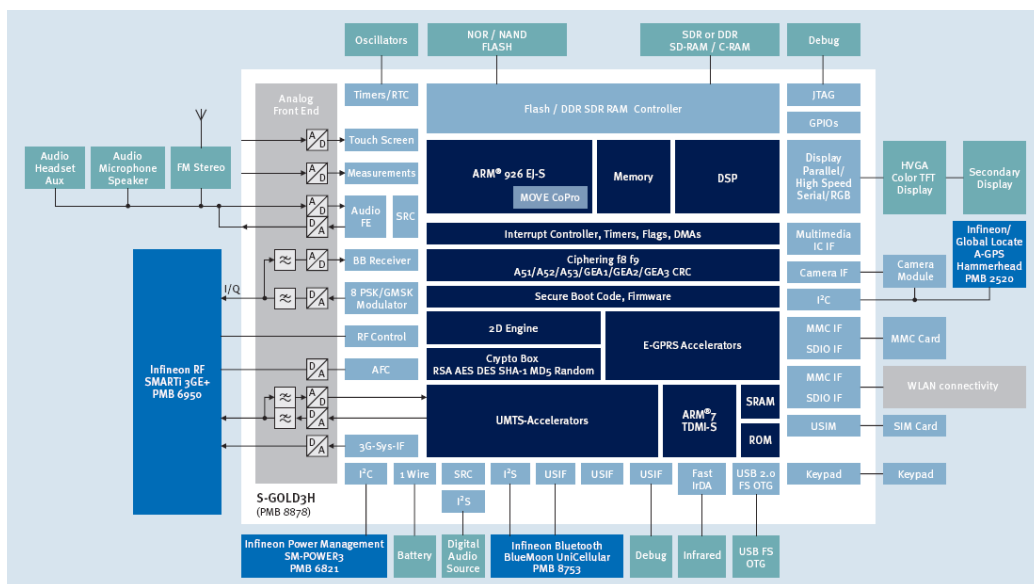 Oscillators
NOR / NAND
FLASH
SDR or DDR
SD-RAM / C-RAM
Debug
Analog
Front End
Timers/RTC
Flash / DDR SDR RAM Controller
JTAG
GPIOs
A
D
Touch Screen
Audio
Headset
Aux
Audio
Microphone
Speaker
FM Stereo
A
D
Measurements
ARM® 926 EJ-S
MOVE CoPro
Memory
DSP
Display
Parallel/
High Speed
Serial/RGB
HVGA
Color TFT
Display
Secondary
Display
A
D
D
A
Audio
FE
SRC
Interrupt Controller, Timers, Flags, DMAs
Multimedia
IC IF
Infineon/
Global Locate
A-GPS
Hammerhead
PMB 2520
≈
A
D
BB Receiver
Ciphering f8 f9
A51/A52/A53/GEA1/GEA2/GEA3 CRC
Camera IF
Camera
Module
I/Q
≈
D
A
8 PSK/GMSK
Modulator
Secure Boot Code, Firmware
I²C
RF Control
2D Engine
E-GPRS Accelerators
MMC IF
SDIO IF
MMC Card
Infineon RF
SMARTi 3GE+
PMB 6950
D
A
AFC
Crypto Box
RSA AES DES SHA-1 MD5 Random
MMC IF
SDIO IF
WLAN connectivity
≈
A
D
≈
D
A
UMTS-Accelerators
ARM®7
TDMI-S
SRAM
ROM
USIM
SIM Card
D
A
3G-Sys-IF
I²C
1 Wire
SRC
I²S
I²S
USIF
USIF
USIF
Fast
IrDA
USB 2.0
FS OTG
Keypad
Keypad
S-GOLD3H
(PMB 8878)
Infineon Power Management
SM-POWER3
PMB 6821
Battery
Digital
Audio
Source
Infineon Bluetooth
BlueMoon UniCellular
PMB 8753
Debug
Infrared
USB FS
OTG